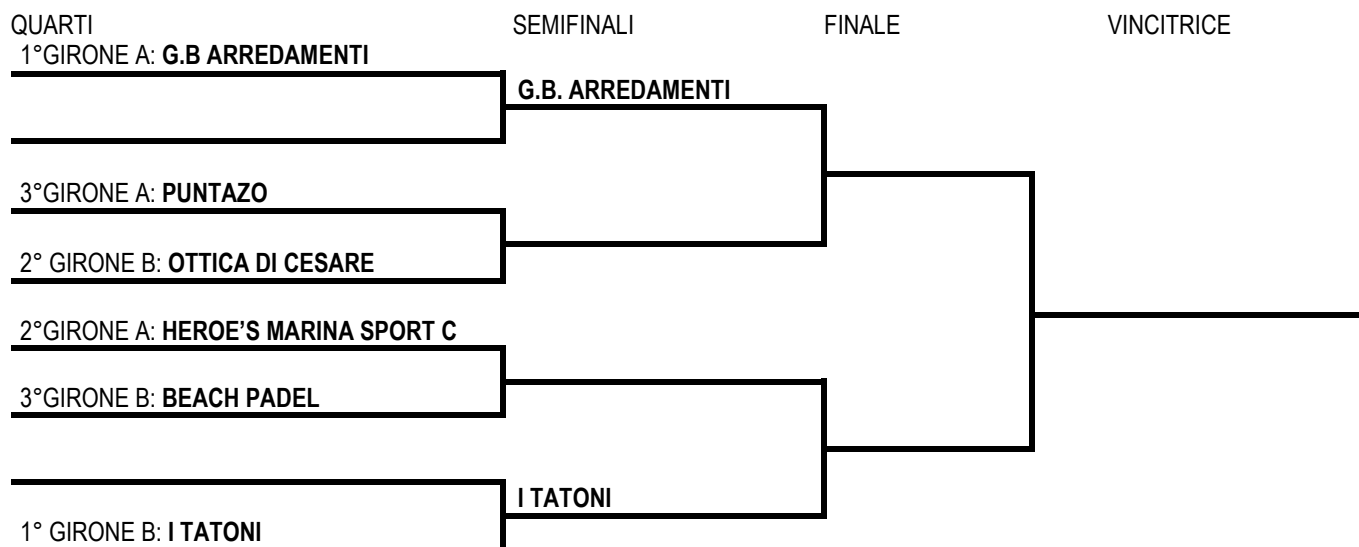 QUARTI SEMIFINALI FINALE VINCITRICE
1°GIRONE A: G.B ARREDAMENTI
G.B. ARREDAMENTI
3°GIRONE A: PUNTAZO
2° GIRONE B: OTTICA DI CESARE
2°GIRONE A: HEROE’S MARINA SPORT C
3°GIRONE B: BEACH PADEL
I TATONI
1° GIRONE B: I TATONI